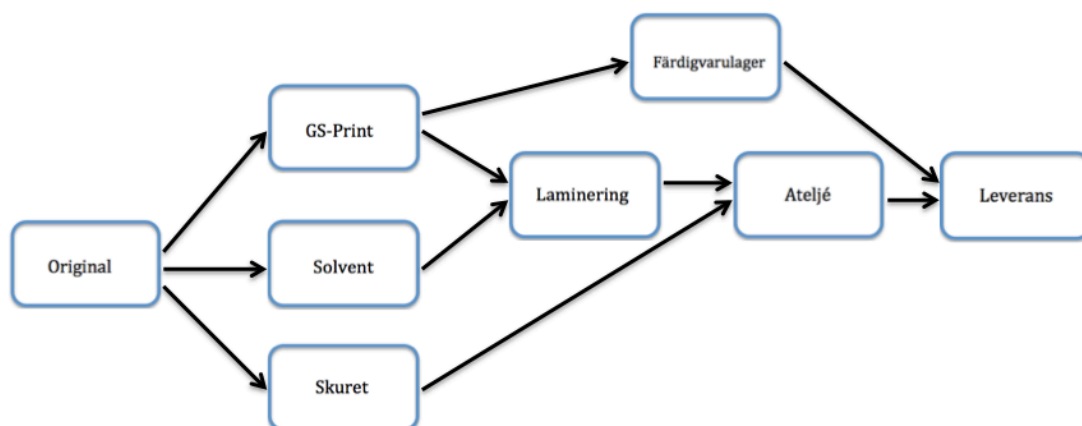 Färdigvarulager
GS-Print
Laminering
Ateljé
Leverans
Original
Solvent
Skuret